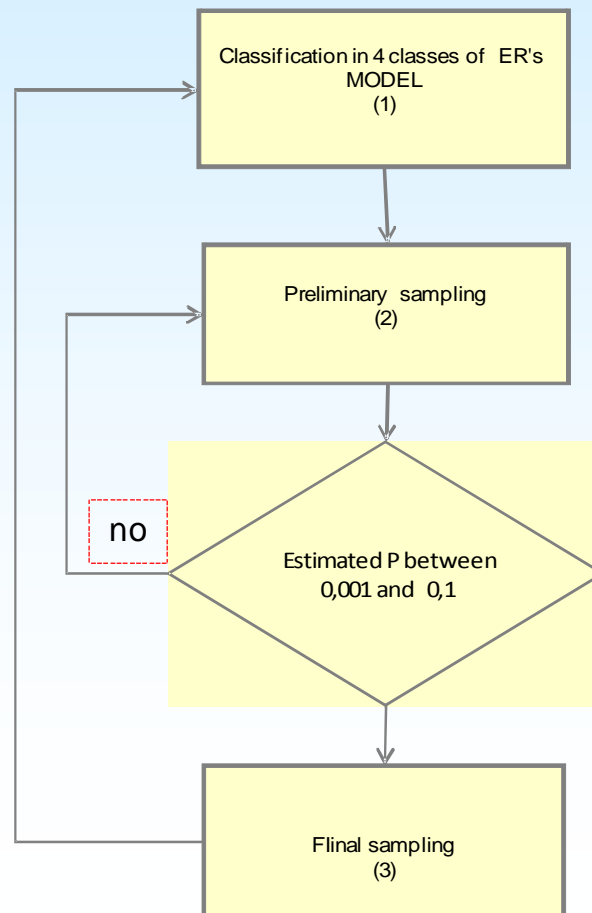 Classification in 4 classes of ER's
MODEL
(1)
Preliminary sampling
(2)
no
Estimated P between
0,001 and 0,1
Flinal sampling
(3)